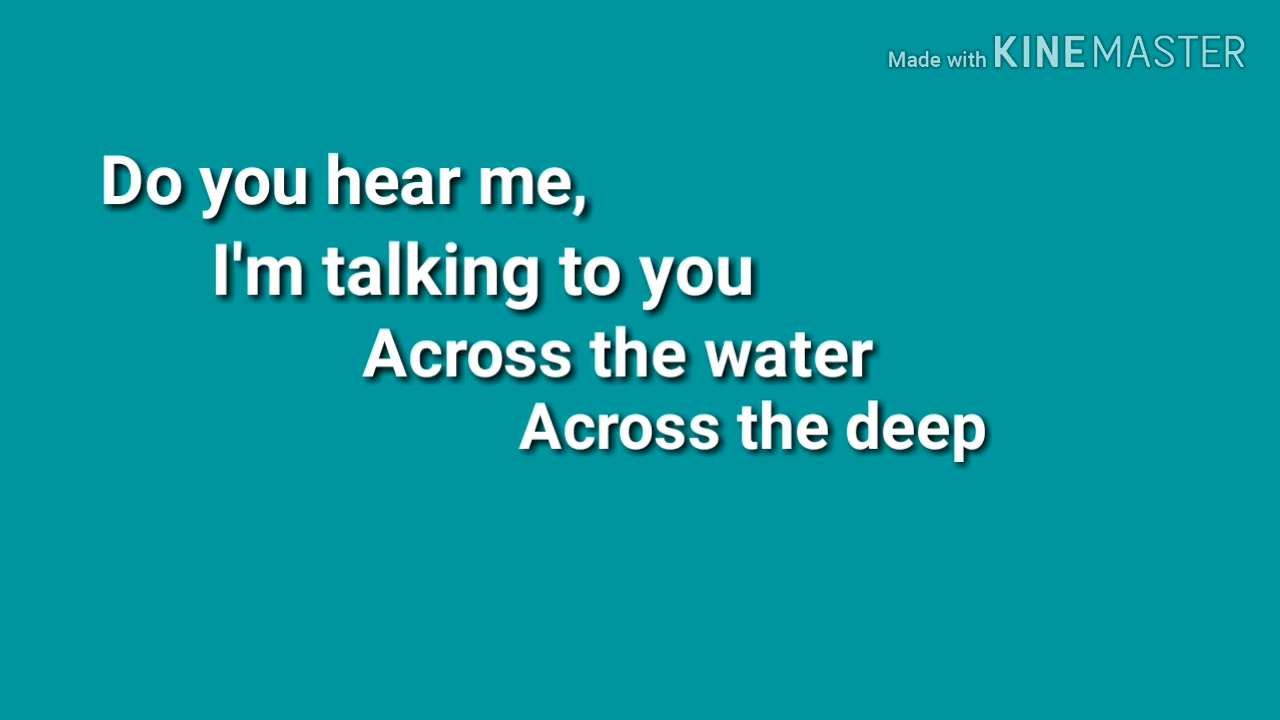 Made with KINEMASTER
Do you hear me,
I'm talking to you
Across the water
Across the deep